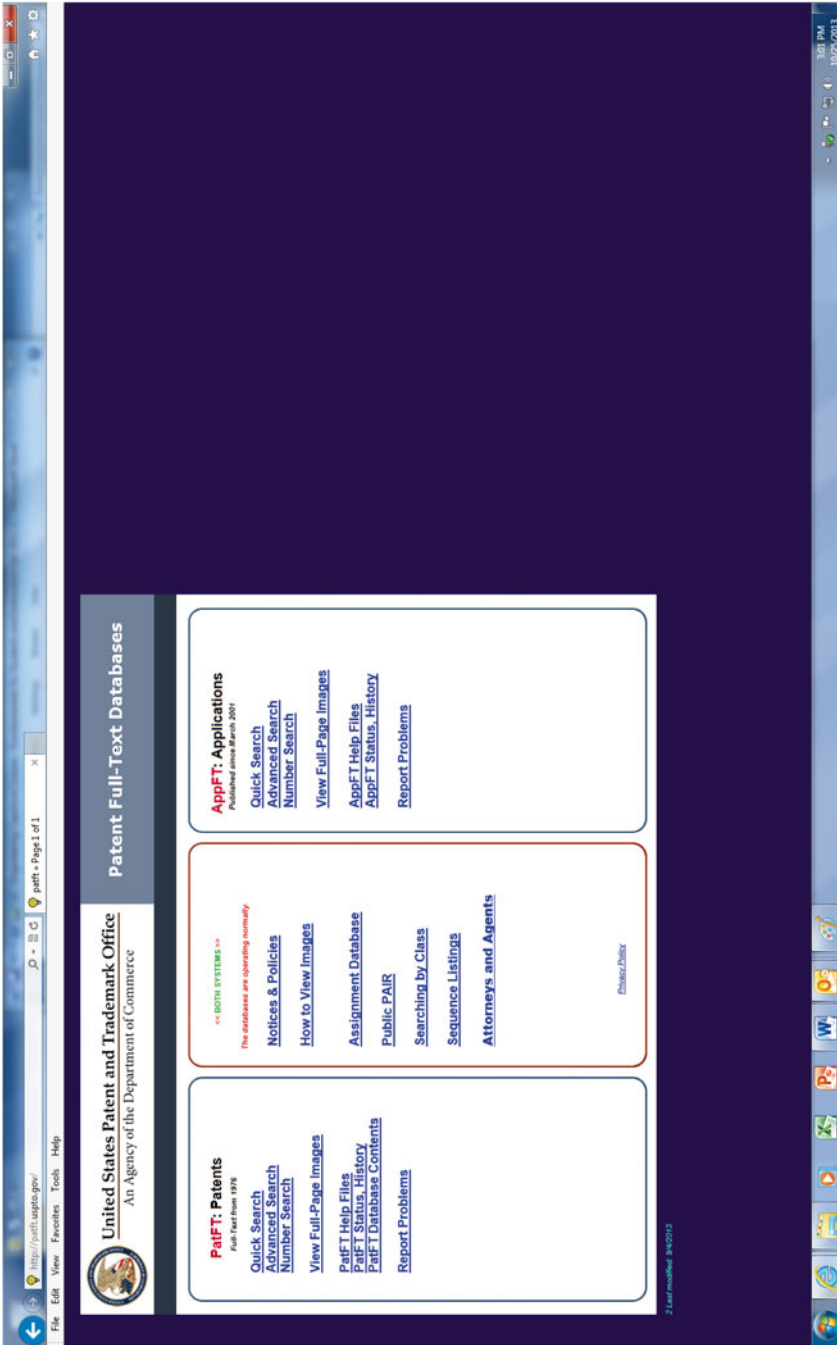 http://patft.uspto.gov/
patft » Page 1 of 1
File Edit View Favorites Tools Help
United States Patent and Trademark Office
An Agency of the Department of Commerce
Patent Full-Text Databases
PatFT: Patents
Full-Text from 1976
Quick Search
Advanced Search
Number Search
View Full-Page Images
PatFT Help Files
PatFT Status, History
PatFT Database Contents
Report Problems
<< BOTH SYSTEMS >>
The databases are operating normally.
Notices & Policies
How to View Images
Assignment Database
Public PAIR
Searching by Class
Sequence Listings
Attorneys and Agents
Privacy Policy
AppFT: Applications
Published since March 2001
Quick Search
Advanced Search
Number Search
View Full-Page Images
AppFT Help Files
AppFT Status, History
Report Problems
2 Last modified: 9/4/2013
3:01 PM
10/25/2013